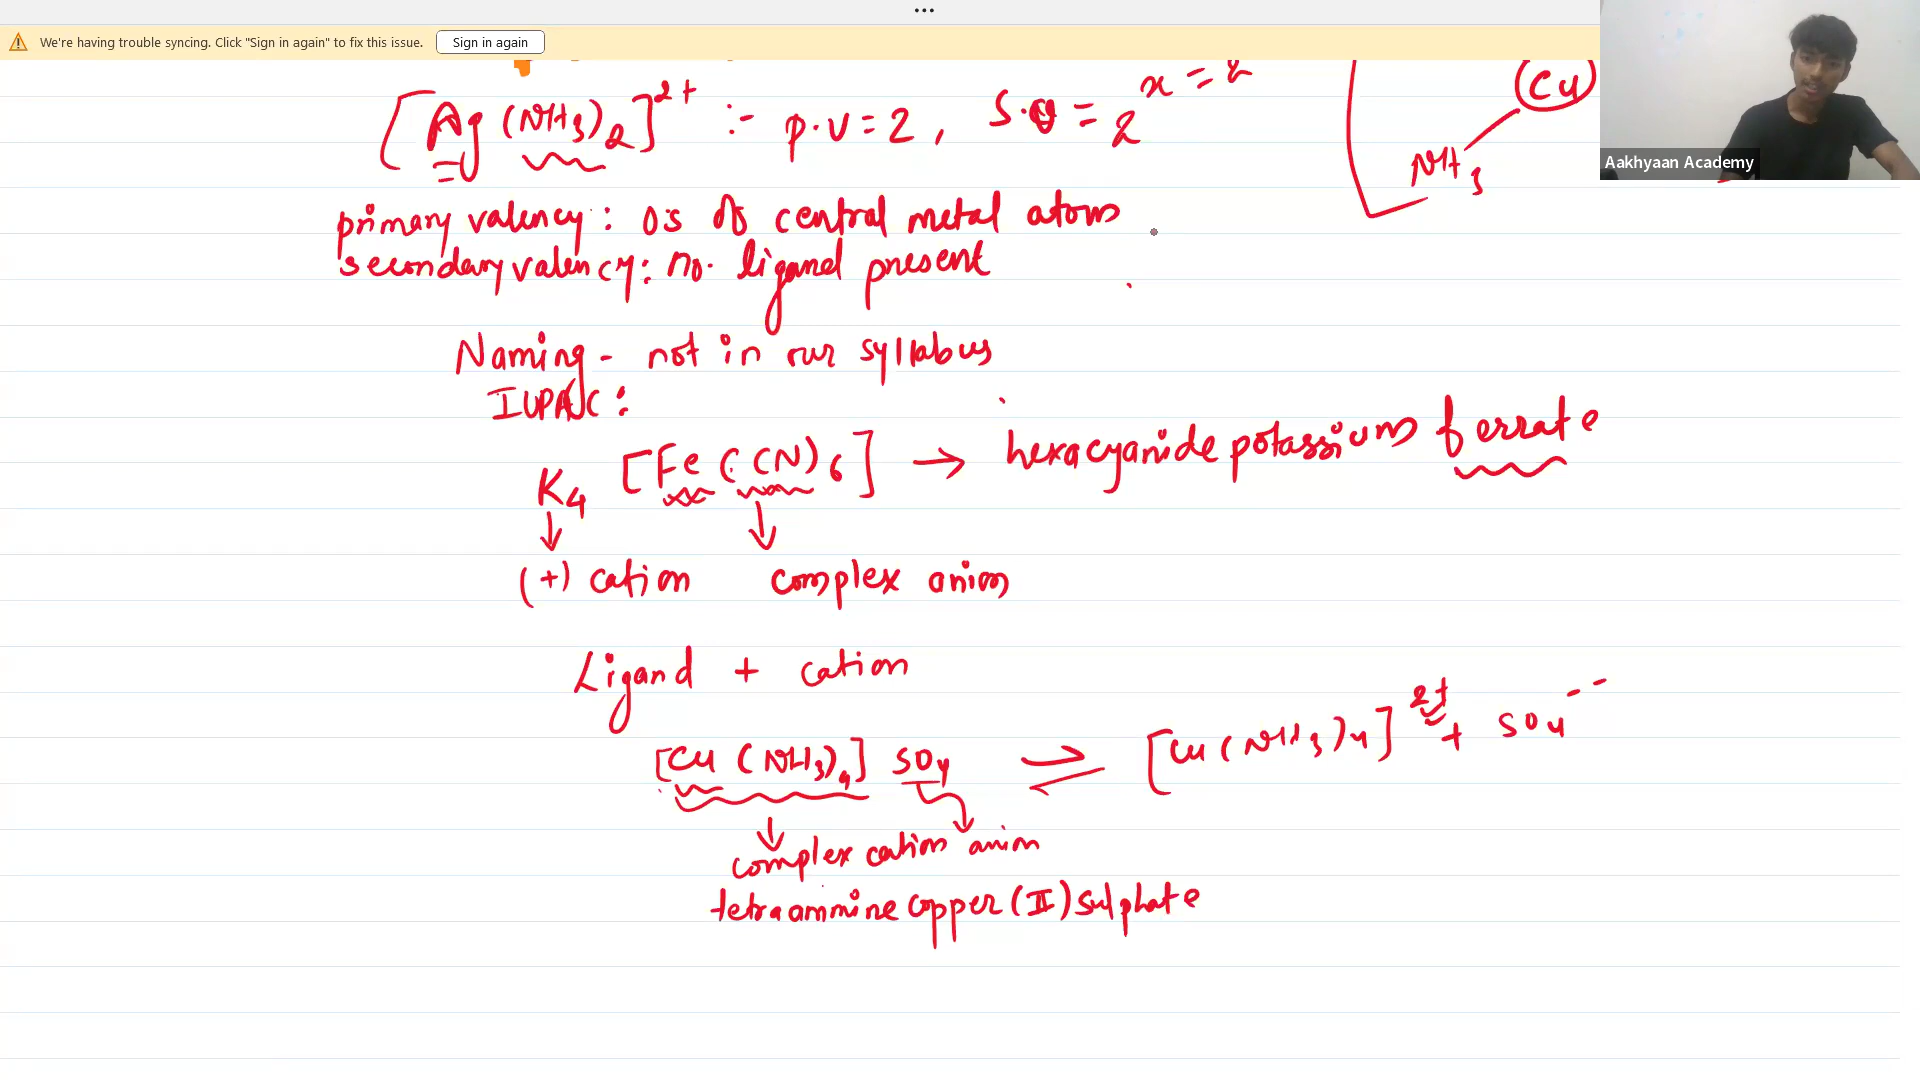 We're having trouble syncing. Click "Sign in again" to fix this issue. Sign in again
x = 2
[Ag(NH3)2]2+ :- p.v = 2, s.v = 2
Cu
NH3
Aakhyaan Academy
primary valency: os of central metal atom
secondary valency: no. ligand present
Naming - not in our syllabus
IUPAC :
K4 [Fe(CN)6] → hexacyanide potassium ferrate
(+) cation complex anion
Ligand + cation
[Cu(NH3)4] SO4 ⇌ [Cu(NH3)4]2+ + SO4--
complex cation anion
tetraammine copper (II) sulphate